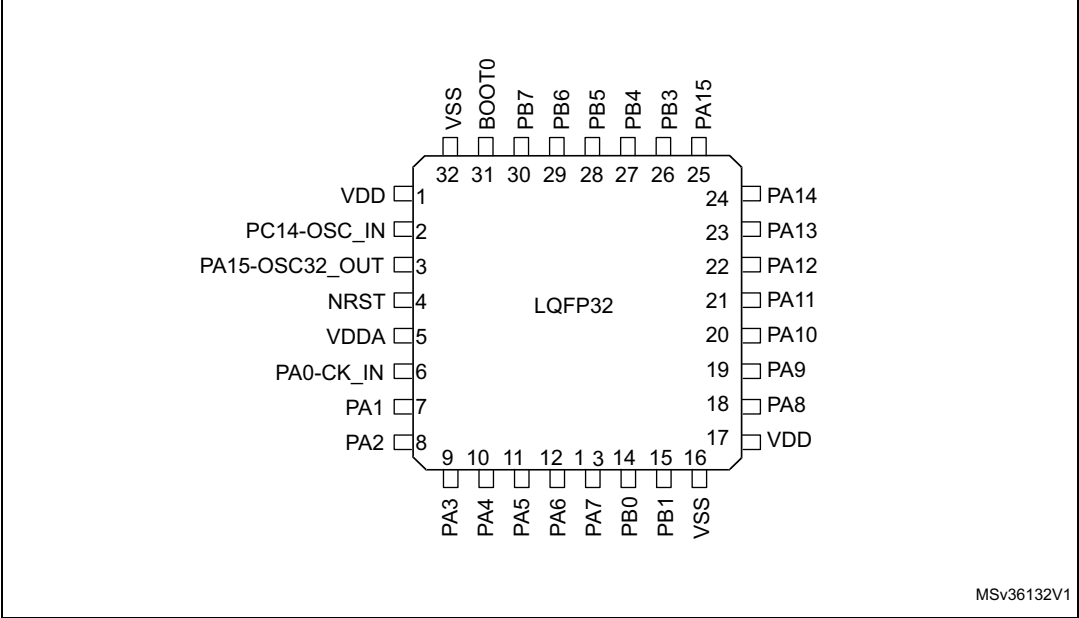 VSS
BOOT0
PB7
PB6
PB5
PB4
PB3
PA15
32 31 30 29 28 27 26 25
VDD 1
PC14-OSC_IN 2
PA15-OSC32_OUT 3
NRST 4
VDDA 5
PA0-CK_IN 6
PA1 7
PA2 8
LQFP32
24 PA14
23 PA13
22 PA12
21 PA11
20 PA10
19 PA9
18 PA8
17 VDD
9 10 11 12 1 3 14 15 16
PA3
PA4
PA5
PA6
PA7
PB0
PB1
VSS
MSv36132V1